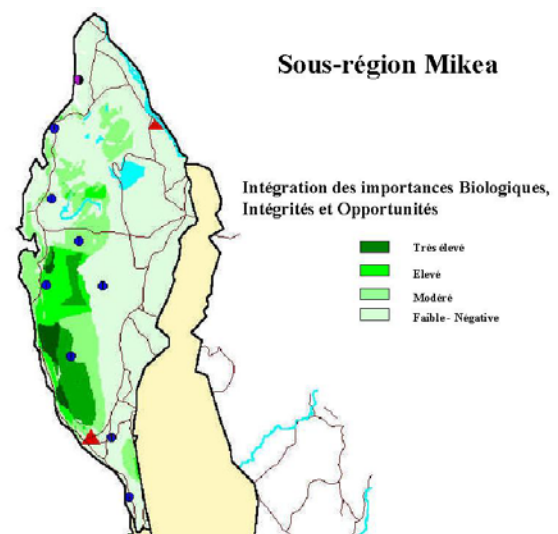 Sous-région Mikea
Intégration des importances Biologiques,
Intégrités et Opportunités
Très élevé
Elevé
Modéré
Faible - Négative